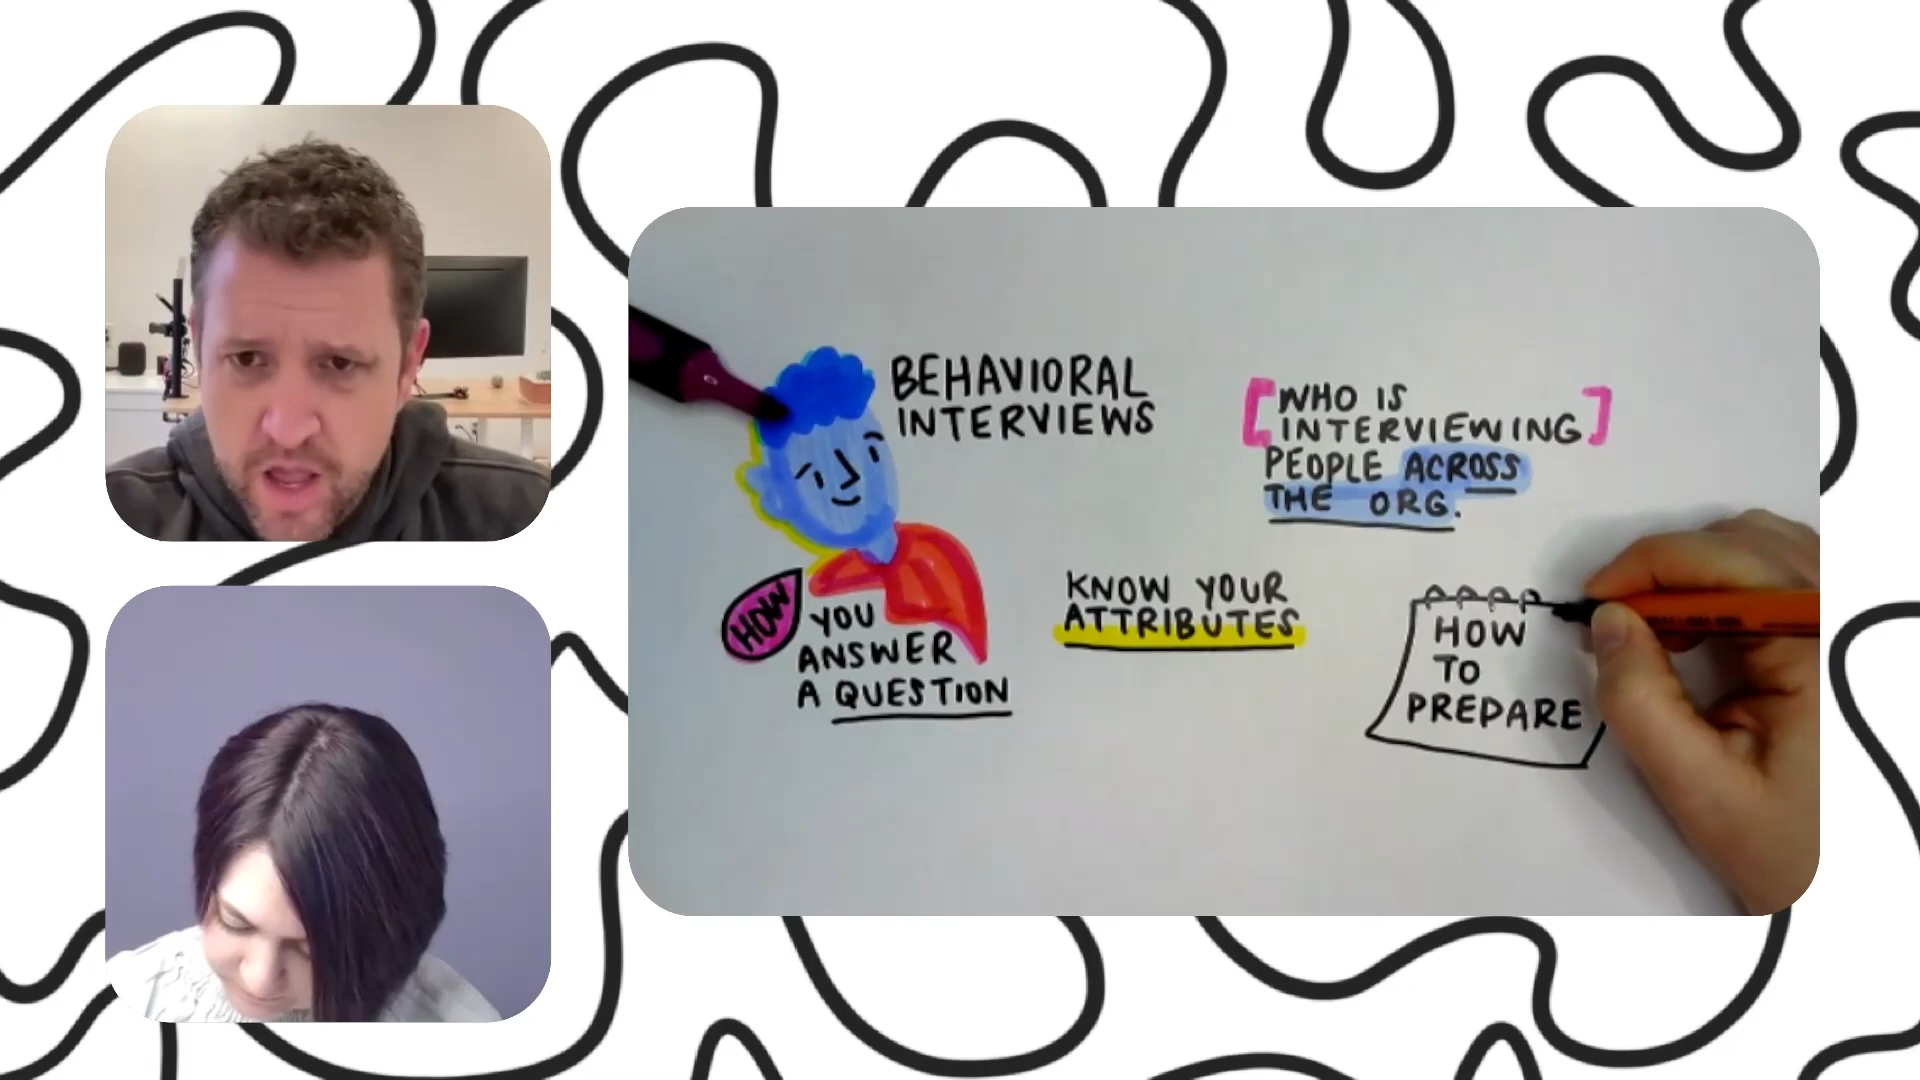 BEHAVIORAL
INTERVIEWS
WHO IS
INTERVIEWING
PEOPLE ACROSS
THE ORG.
HOW
YOU
ANSWER
A QUESTION
KNOW YOUR
ATTRIBUTES
HOW
TO
PREPARE